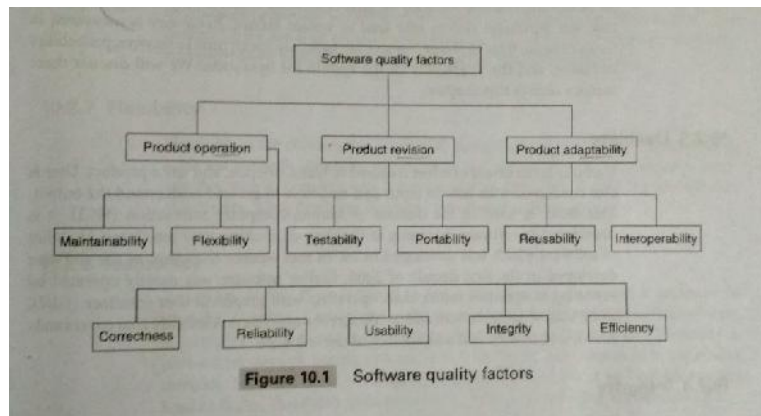 Software quality factors
Product operation Product revision Product adaptability
Maintainability Flexibility Testability Portability Reusability Interoperability
Correctness Reliability Usability Integrity Efficiency
Figure 10.1 Software quality factors